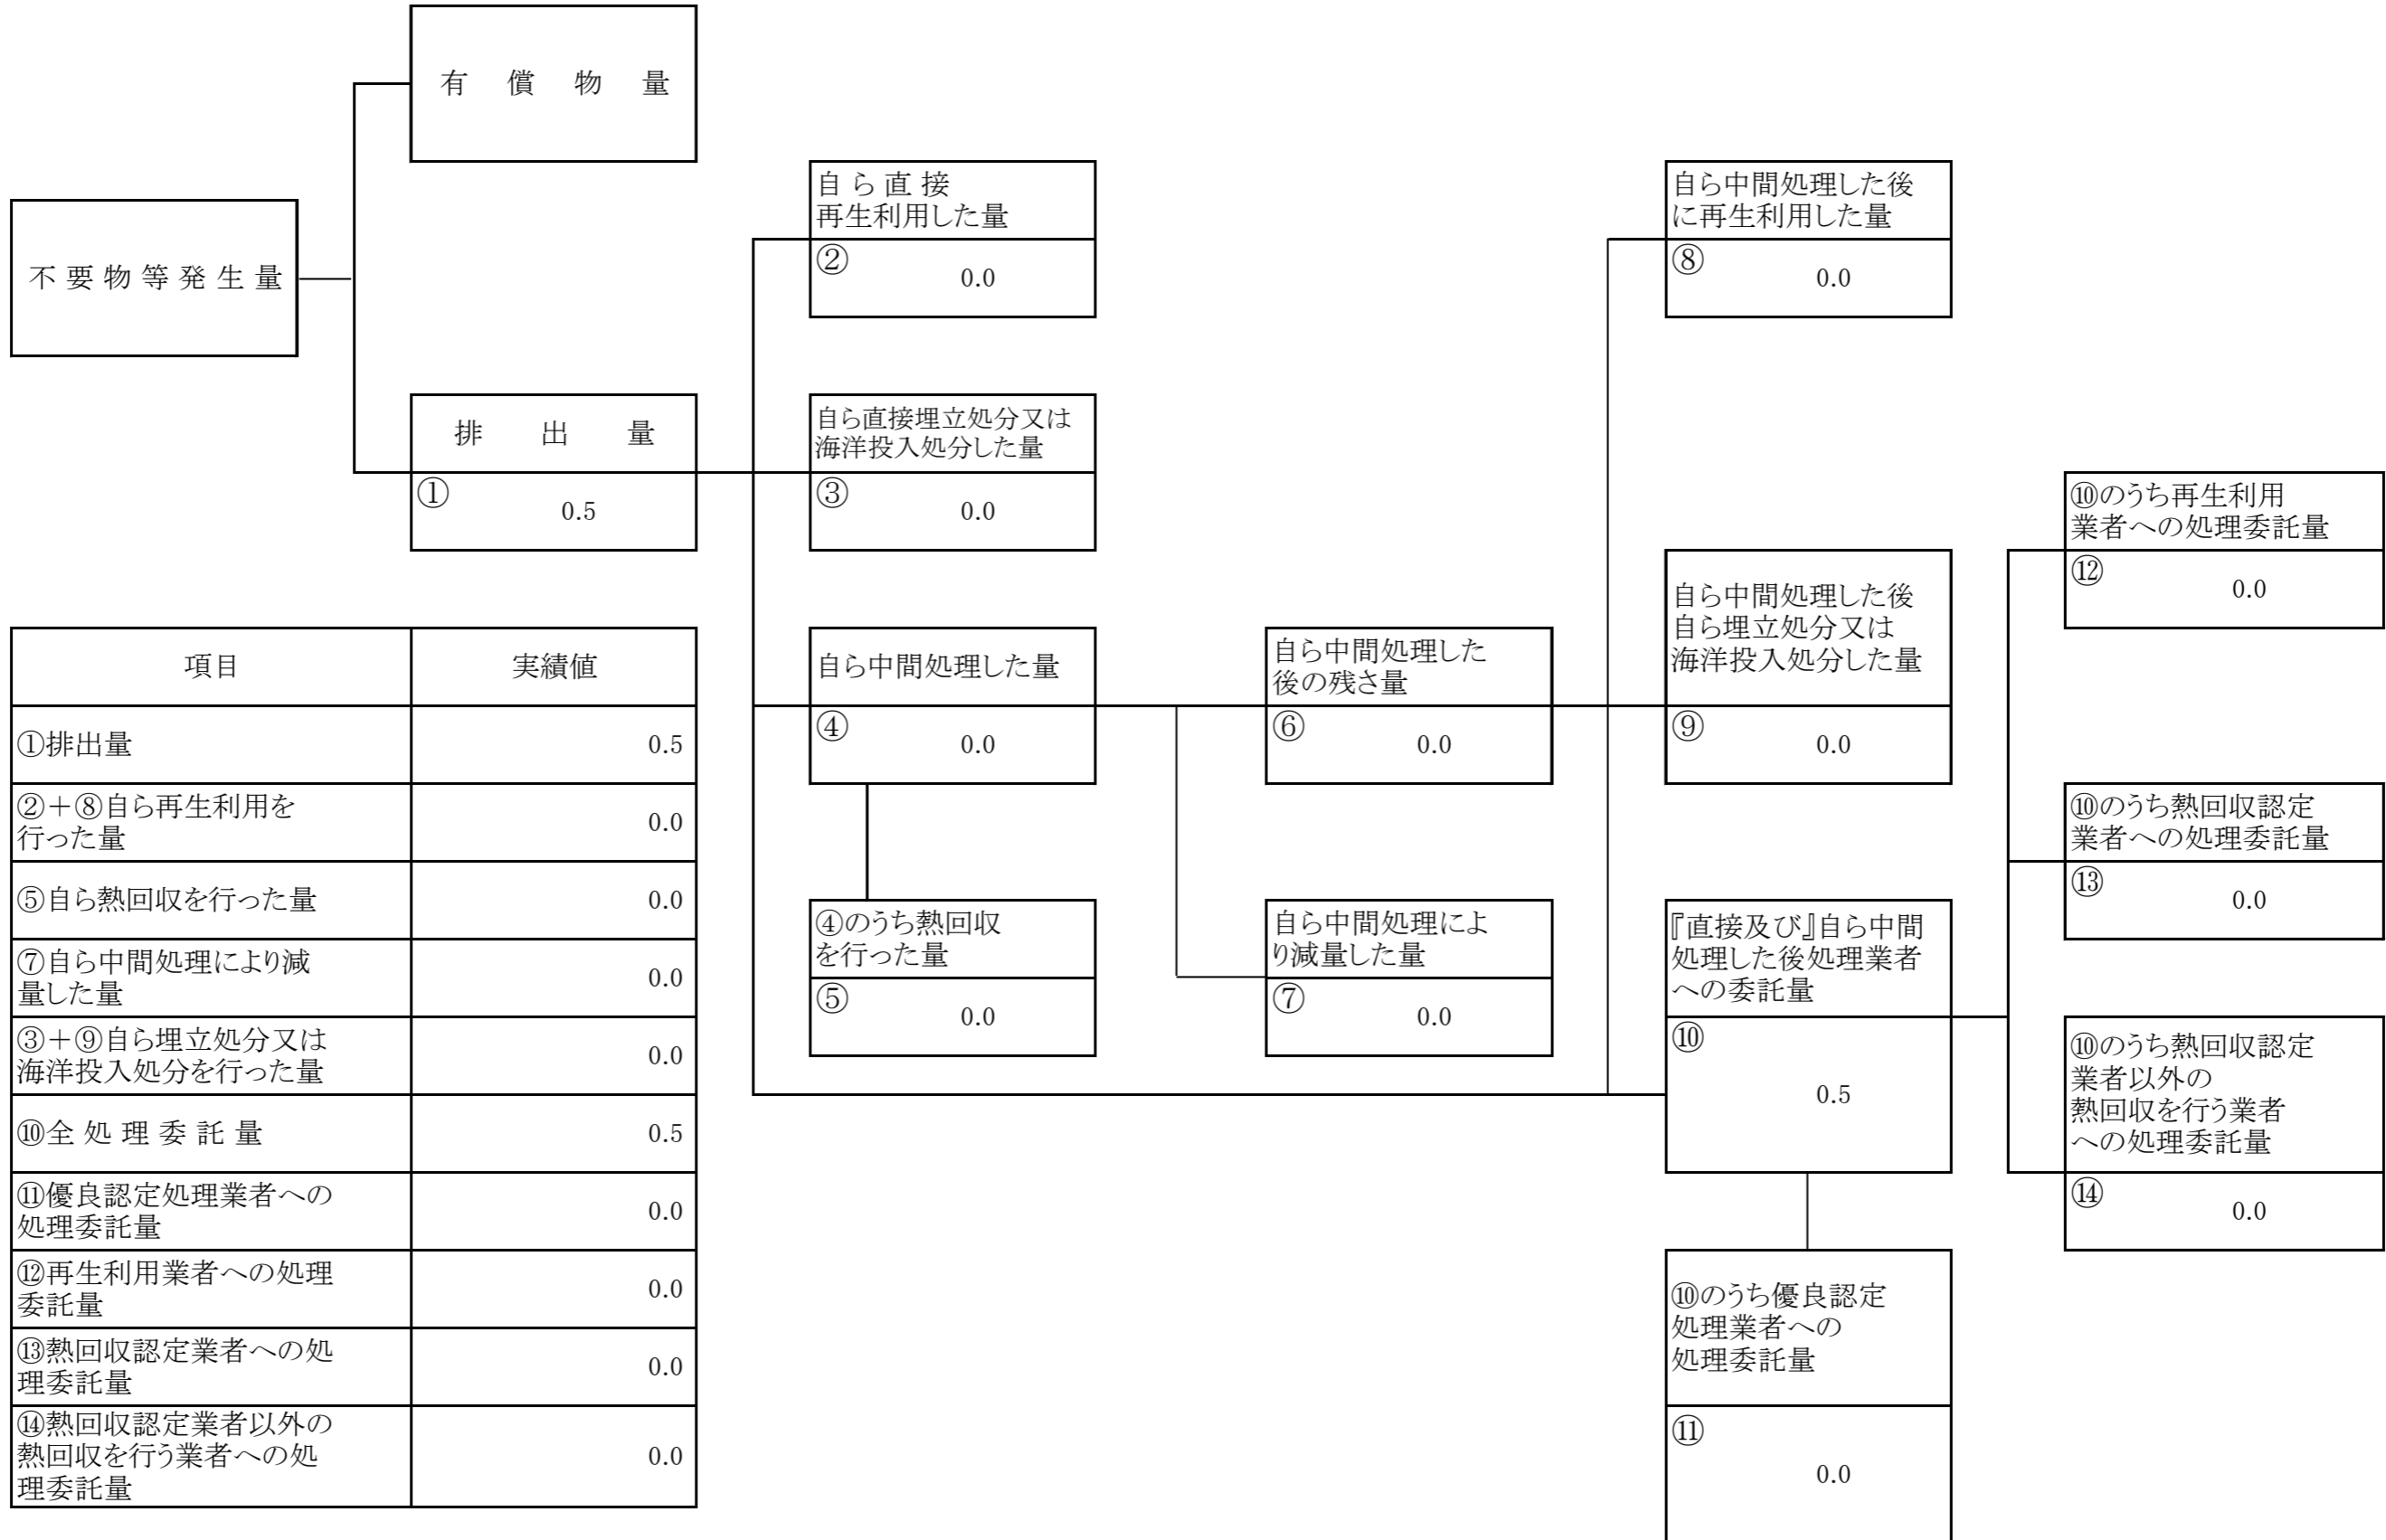 有償物量
自ら直接
再生利用した量
②
0.0
自ら中間処理した後
に再生利用した量
⑧
0.0
不要物等発生量
排出量
①
0.5
自ら直接埋立処分又は
海洋投入処分した量
③
0.0
⑩のうち再生利用
業者への処理委託量
⑫
0.0
自ら中間処理した量
④
0.0
自ら中間処理した
後の残さ量
⑥
0.0
自ら中間処理した後
自ら埋立処分又は
海洋投入処分した量
⑨
0.0
⑩のうち熱回収認定
業者への処理委託量
⑬
0.0
④のうち熱回収
を行った量
⑤
0.0
自ら中間処理によ
り減量した量
⑦
0.0
『直接及び』自ら中間
処理した後処理業者
への委託量
⑩
0.5
⑩のうち熱回収認定
業者以外の
熱回収を行う業者
への処理委託量
⑭
0.0
⑩のうち優良認定
処理業者への
処理委託量
⑪
0.0
項目 実績値
①排出量 0.5
②＋⑧自ら再生利用を
行った量 0.0
⑤自ら熱回収を行った量 0.0
⑦自ら中間処理により減
量した量 0.0
③＋⑨自ら埋立処分又は
海洋投入処分を行った量 0.0
⑩全処理委託量 0.5
⑪優良認定処理業者への
処理委託量 0.0
⑫再生利用業者への処理
委託量 0.0
⑬熱回収認定業者への処
理委託量 0.0
⑭熱回収認定業者以外の
熱回収を行う業者への処
理委託量 0.0